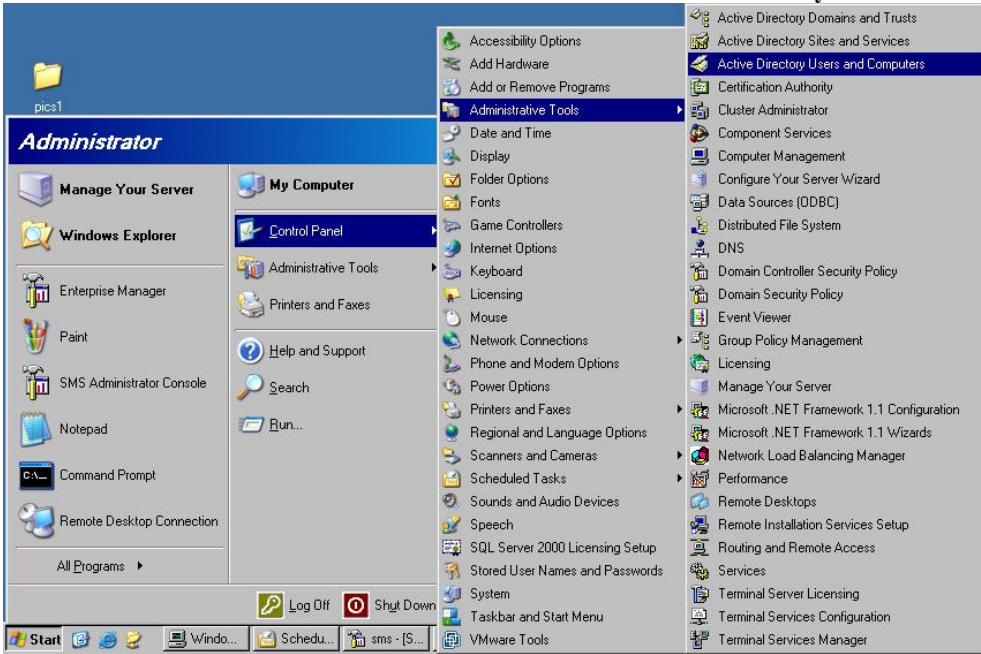 pics1
Administrator
Manage Your Server
Windows Explorer
Enterprise Manager
Paint
SMS Administrator Console
Notepad
Command Prompt
Remote Desktop Connection
All Programs
My Computer
Control Panel
Administrative Tools
Printers and Faxes
Help and Support
Search
Run...
Log Off
Shut Down
Start
Windo...
Schedu...
sms - [S...
Accessibility Options
Add Hardware
Add or Remove Programs
Administrative Tools
Date and Time
Display
Folder Options
Fonts
Game Controllers
Internet Options
Keyboard
Licensing
Mouse
Network Connections
Phone and Modem Options
Power Options
Printers and Faxes
Regional and Language Options
Scanners and Cameras
Scheduled Tasks
Sounds and Audio Devices
Speech
SQL Server 2000 Licensing Setup
Stored User Names and Passwords
System
Taskbar and Start Menu
VMware Tools
Active Directory Domains and Trusts
Active Directory Sites and Services
Active Directory Users and Computers
Certification Authority
Cluster Administrator
Component Services
Computer Management
Configure Your Server Wizard
Data Sources (ODBC)
Distributed File System
DNS
Domain Controller Security Policy
Domain Security Policy
Event Viewer
Group Policy Management
Licensing
Manage Your Server
Microsoft .NET Framework 1.1 Configuration
Microsoft .NET Framework 1.1 Wizards
Network Load Balancing Manager
Performance
Remote Desktops
Remote Installation Services Setup
Routing and Remote Access
Services
Terminal Server Licensing
Terminal Services Configuration
Terminal Services Manager